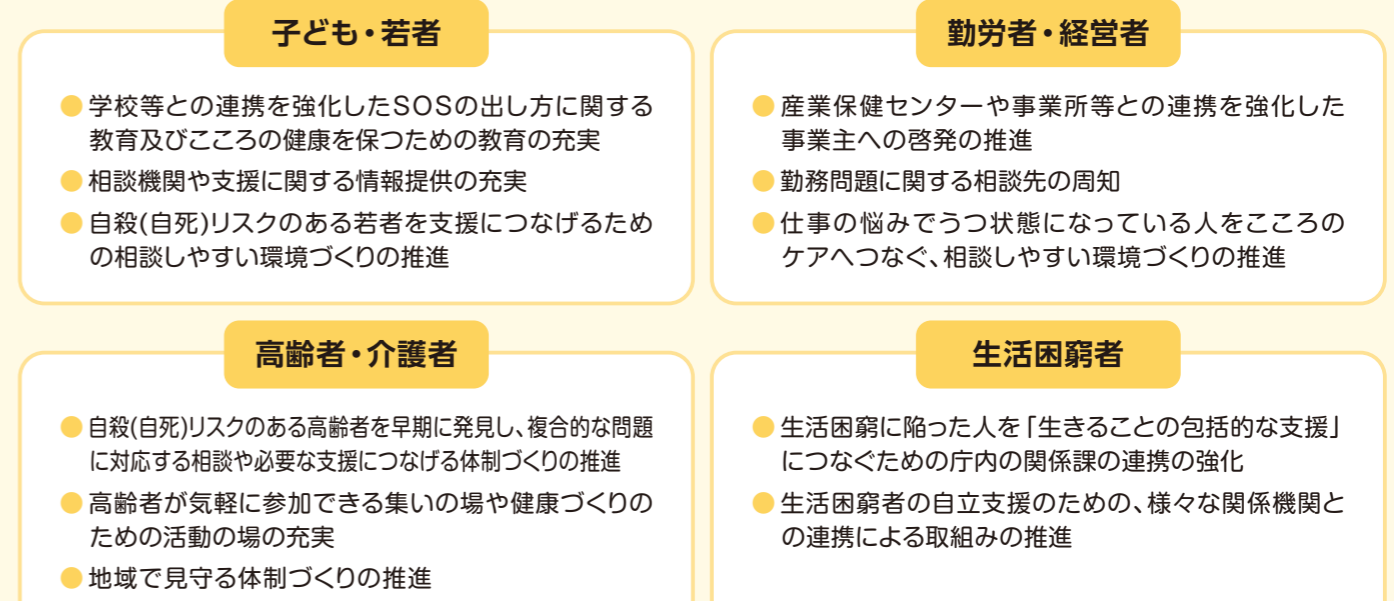 子ども・若者
● 学校等との連携を強化したSOSの出し方に関する
教育及びこころの健康を保つための教育の充実
● 相談機関や支援に関する情報提供の充実
● 自殺(自死)リスクのある若者を支援につなげるため
の相談しやすい環境づくりの推進
勤労者・経営者
● 産業保健センターや事業所等との連携を強化した
事業主への啓発の推進
● 勤務問題に関する相談先の周知
● 仕事の悩みでうつ状態になっている人をこころの
ケアへつなぐ、相談しやすい環境づくりの推進
高齢者・介護者
● 自殺(自死)リスクのある高齢者を早期に発見し、複合的な問題
に対応する相談や必要な支援につなげる体制づくりの推進
● 高齢者が気軽に参加できる集いの場や健康づくりの
ための活動の場の充実
● 地域で見守る体制づくりの推進
生活困窮者
● 生活困窮に陥った人を「生きることの包括的な支援」
につなぐための庁内の関係課の連携の強化
● 生活困窮者の自立支援のための、様々な関係機関と
の連携による取組みの推進